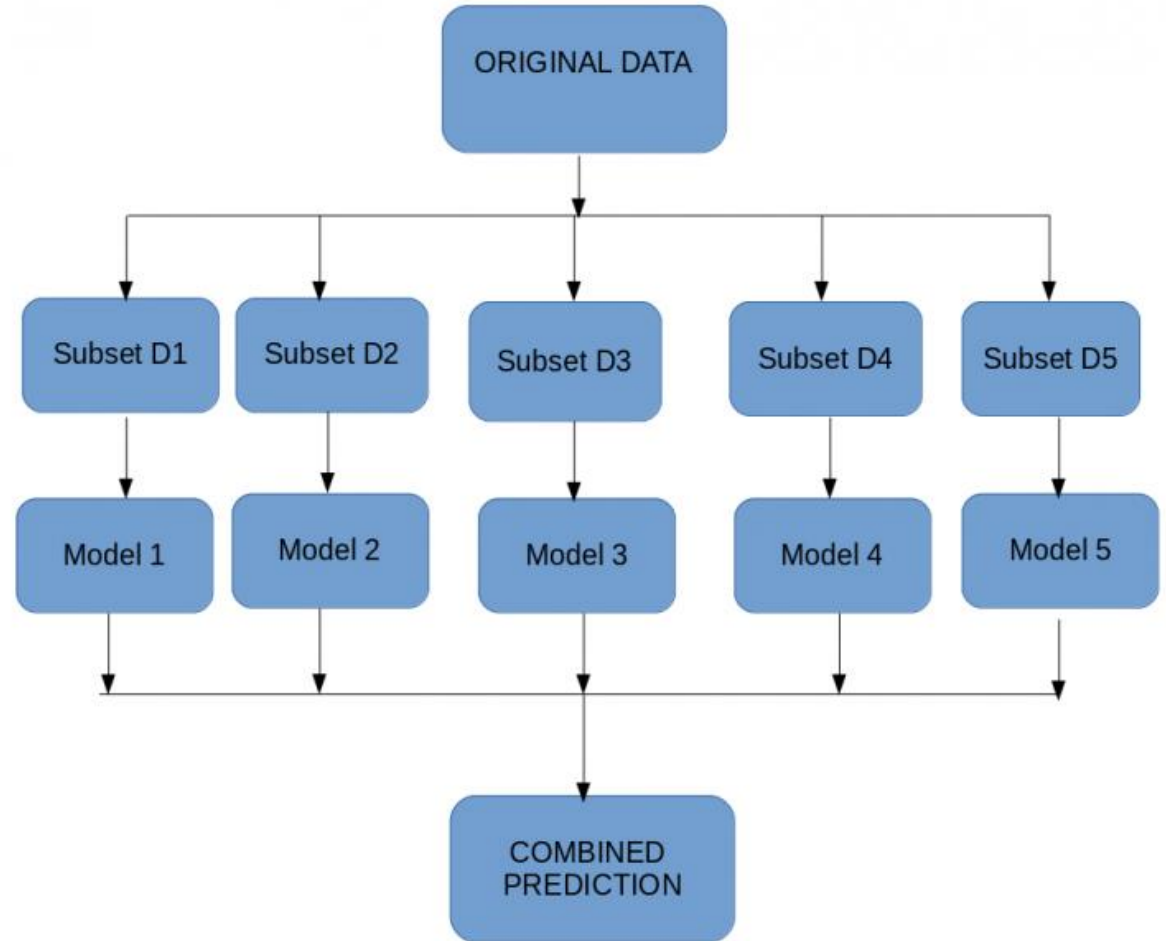 ORIGINAL DATA
Subset D1
Subset D2
Subset D3
Subset D4
Subset D5
Model 1
Model 2
Model 3
Model 4
Model 5
COMBINED
PREDICTION